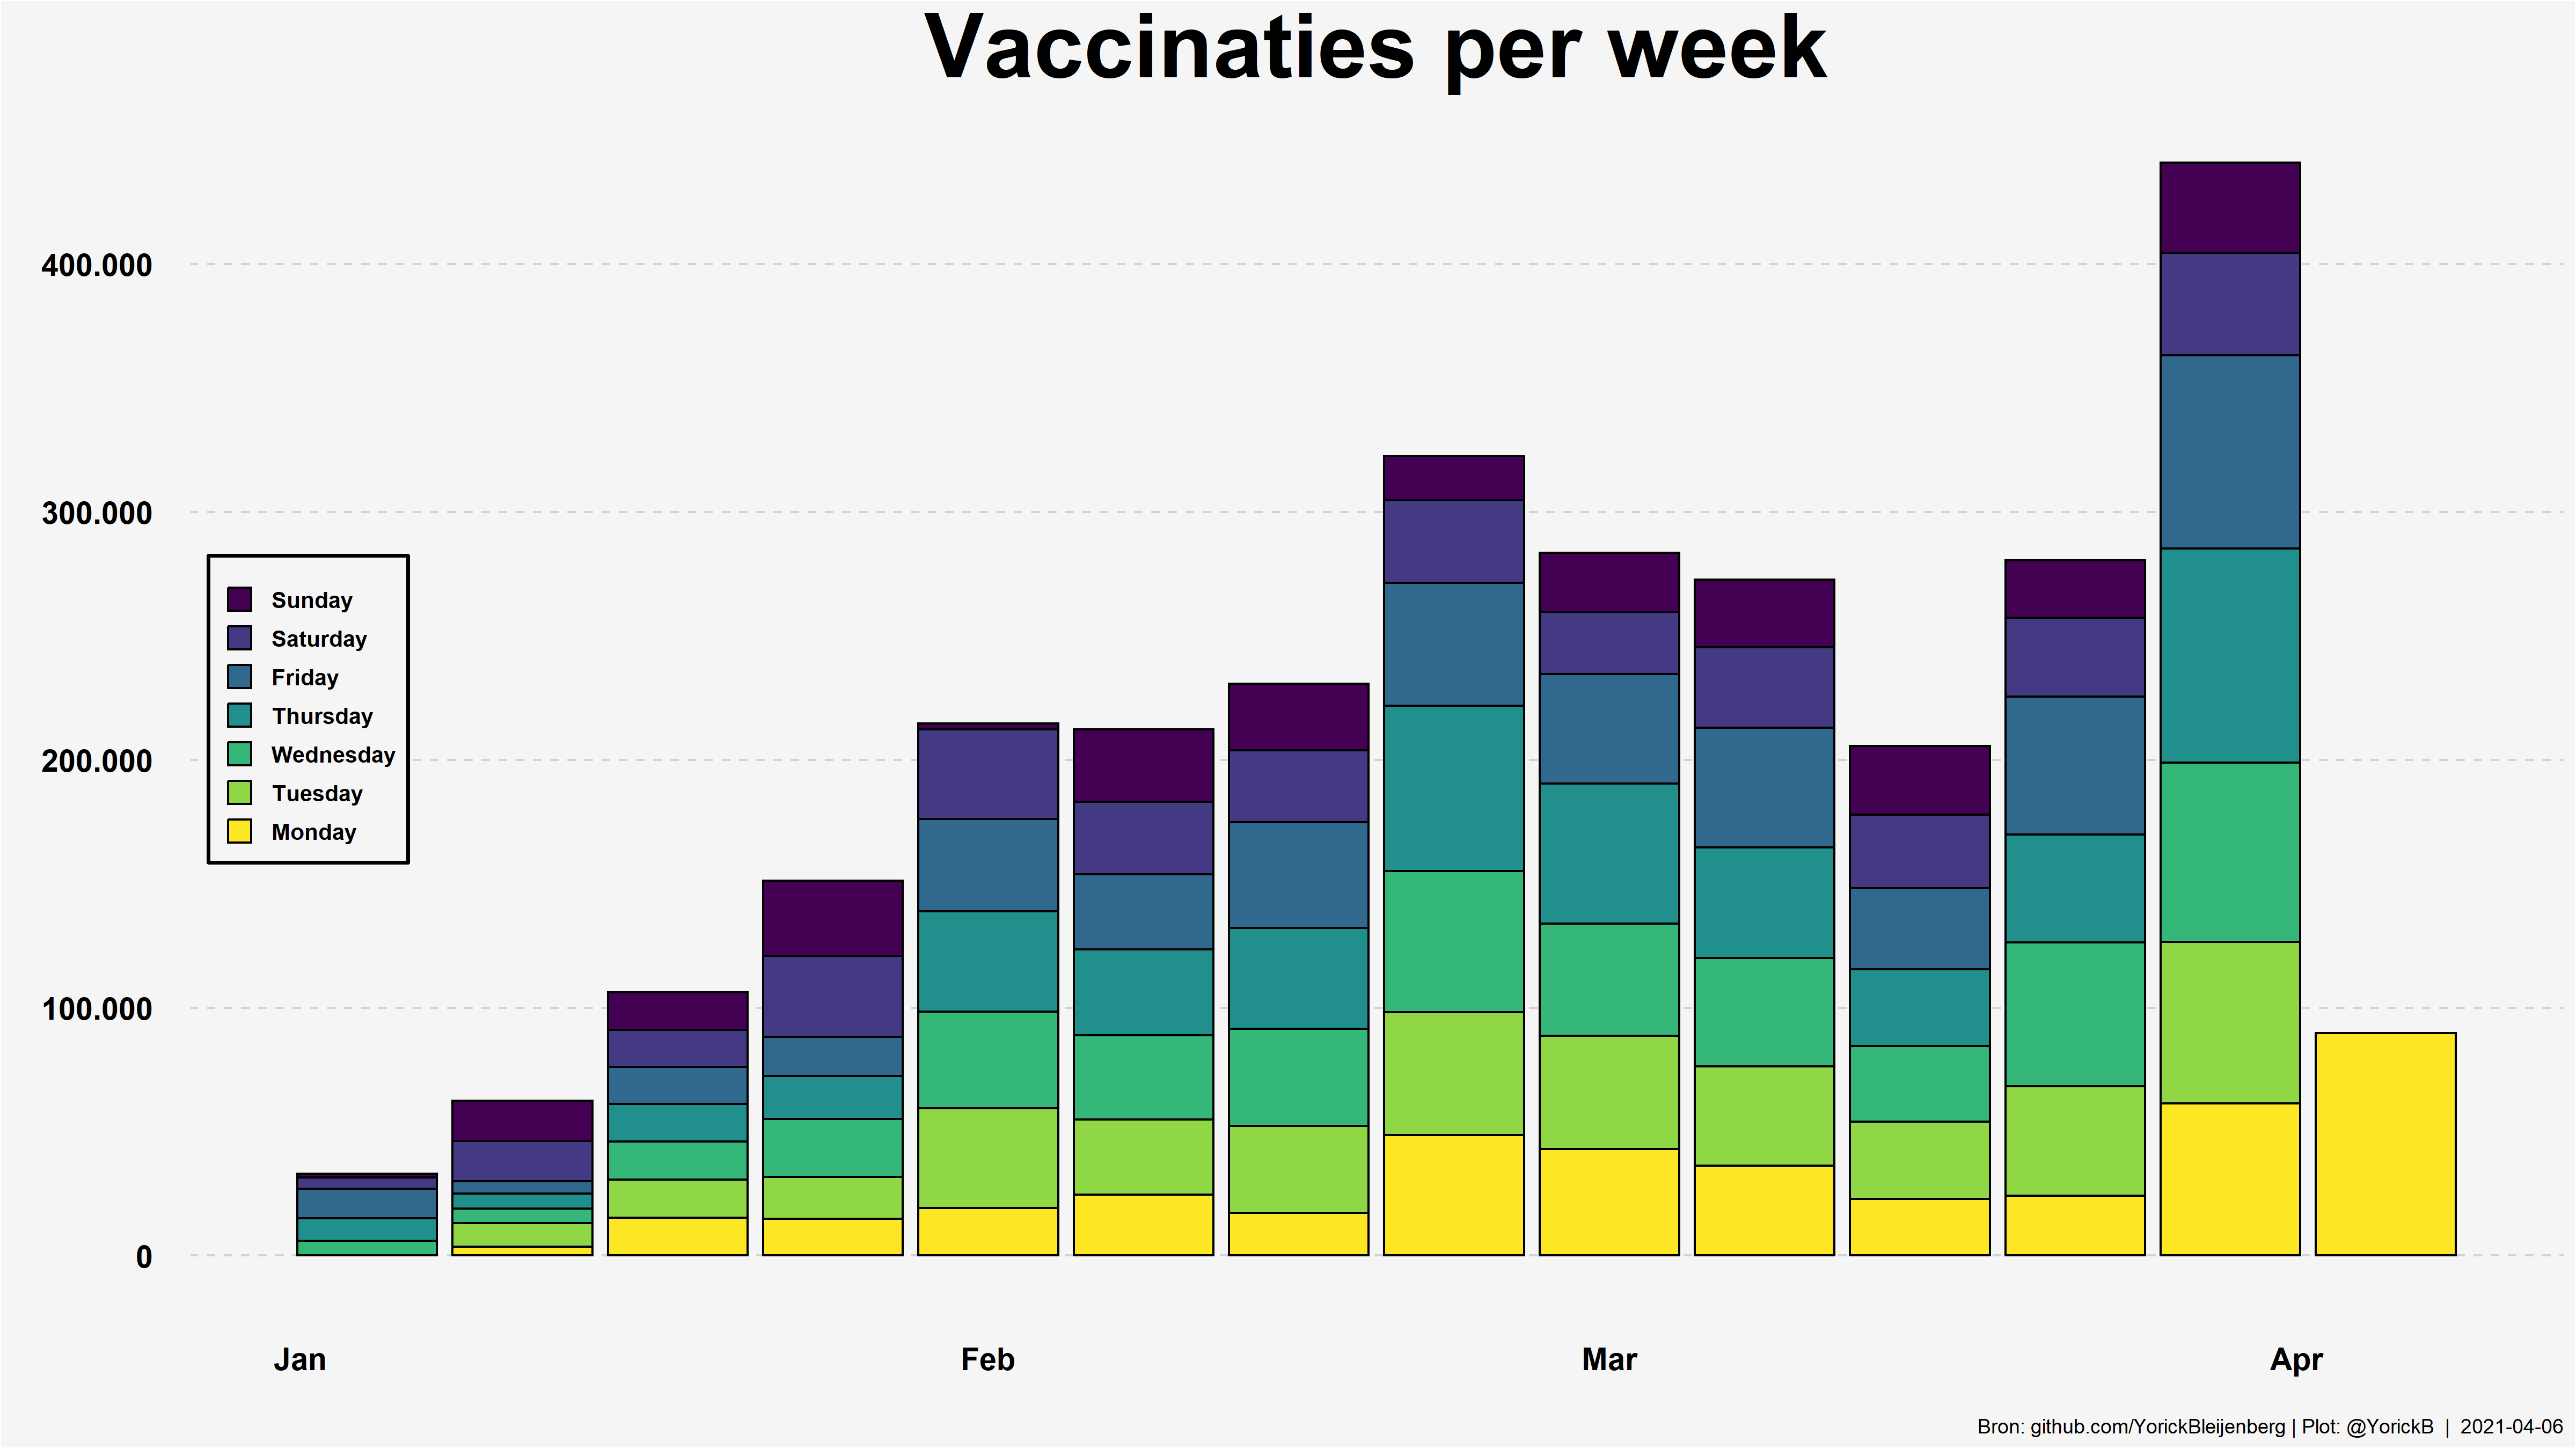 Vaccinaties per week
400.000
300.000
200.000
100.000
0
Sunday
Saturday
Friday
Thursday
Wednesday
Tuesday
Monday
Jan Feb Mar Apr
Bron: github.com/YorickBleijenberg | Plot: @YorickB | 2021-04-06